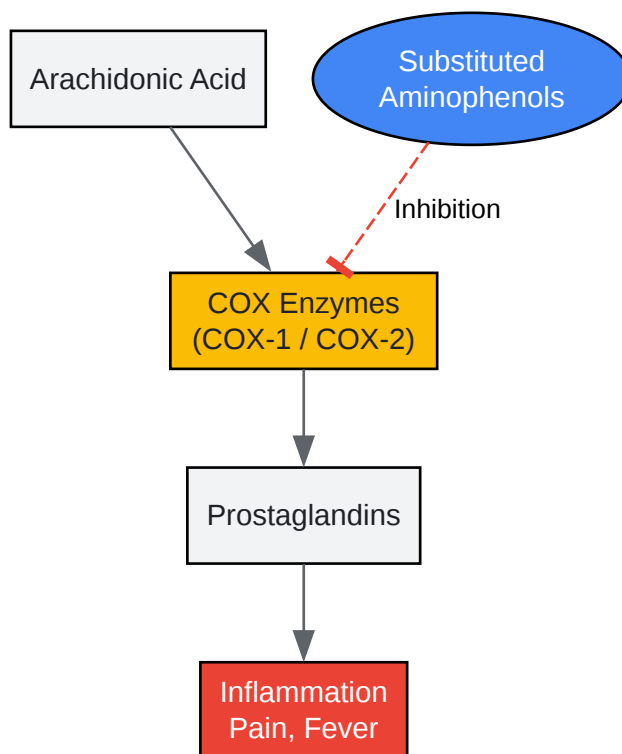 Arachidonic Acid
Substituted
Aminophenols
Inhibition
COX Enzymes
(COX-1 / COX-2)
Prostaglandins
Inflammation
Pain, Fever